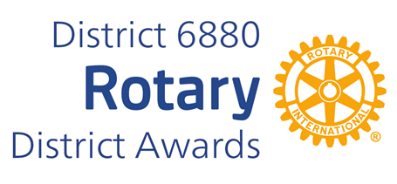 District 6880
Rotary
District Awards
ROTARY
INTERNATIONAL
®